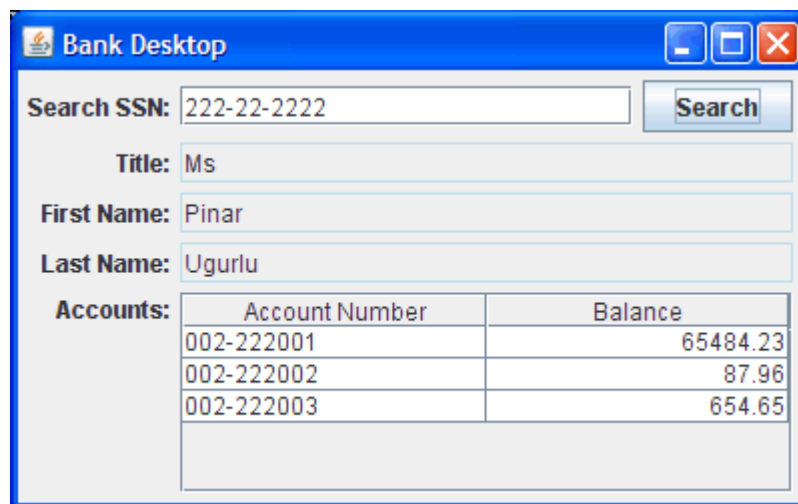 Bank Desktop
Search SSN: 222-22-2222 Search
Title: Ms
First Name: Pinar
Last Name: Ugurlu
Accounts: Account Number Balance
002-222001 65484.23
002-222002 87.96
002-222003 654.65